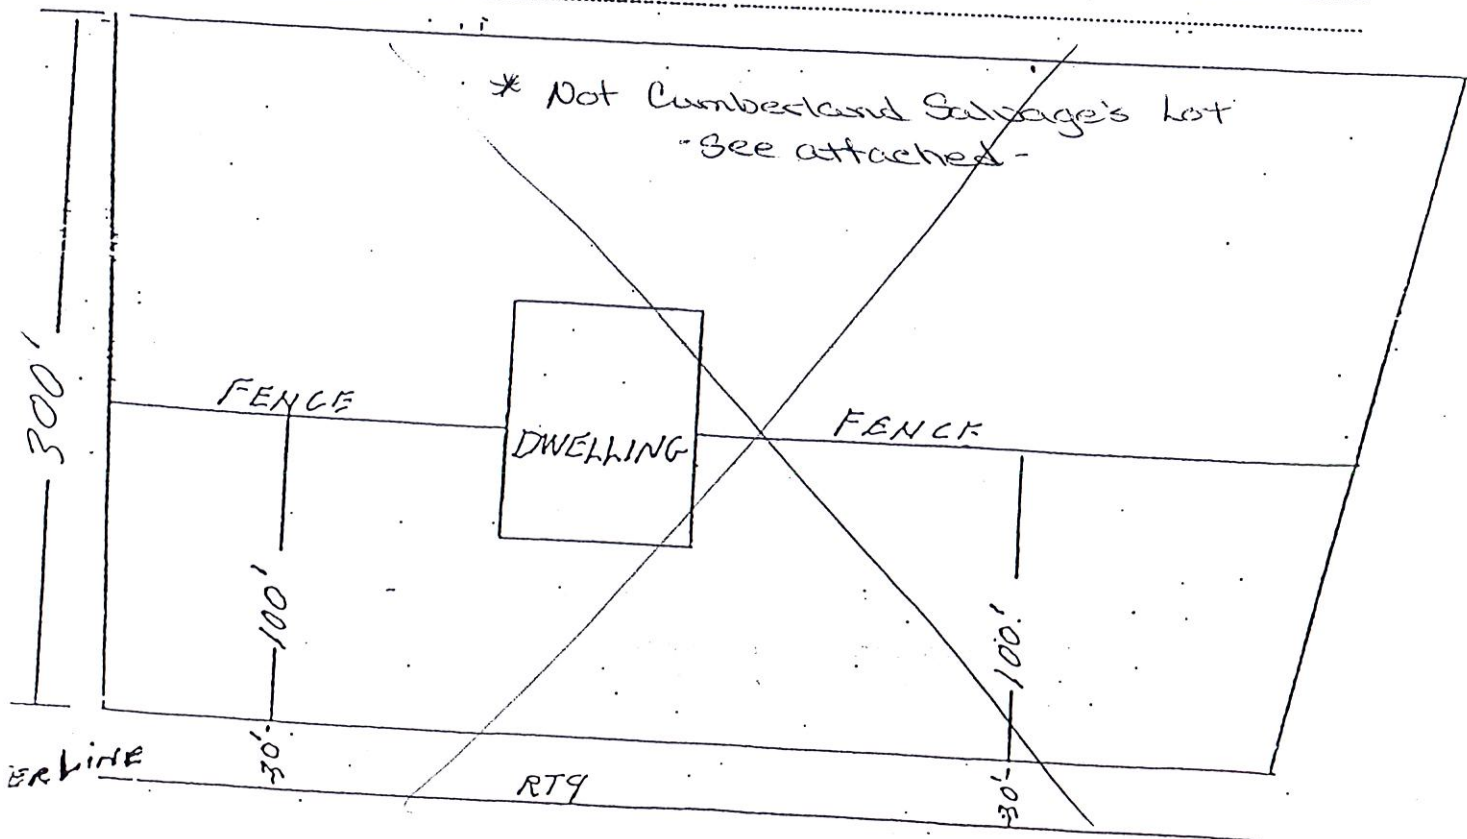 * Not Cumberland Salvage's Lot
-See attached-
300'
FENCE
DWELLING
FENCE
100'
100'
30'
30'
ERLINE
RT9